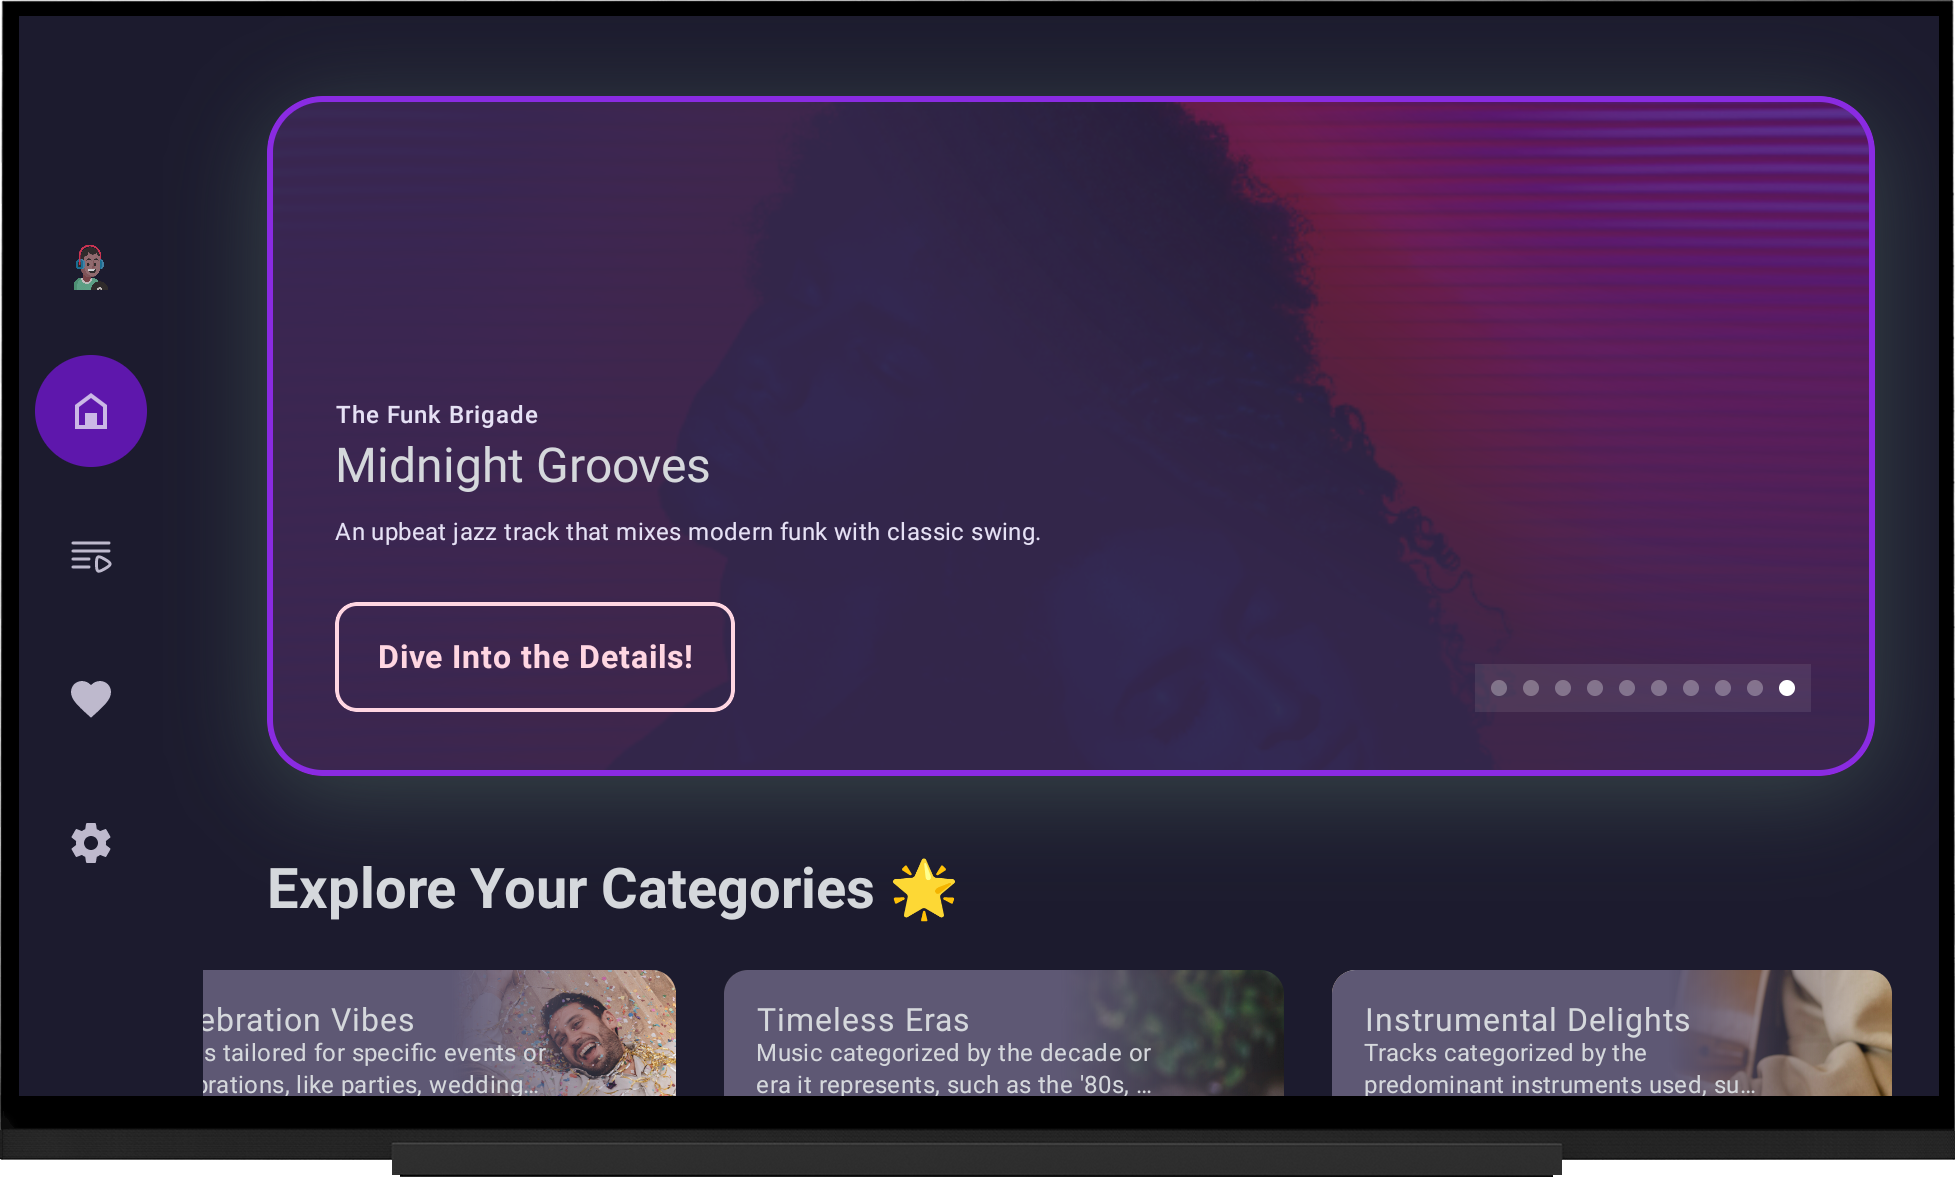 The Funk Brigade
Midnight Grooves
An upbeat jazz track that mixes modern funk with classic swing.
Dive Into the Details!
Explore Your Categories 🌟
ebration Vibes
s tailored for specific events or
brations, like parties, wedding...
Timeless Eras
Music categorized by the decade or
era it represents, such as the '80s, ...
Instrumental Delights
Tracks categorized by the
predominant instruments used, su...